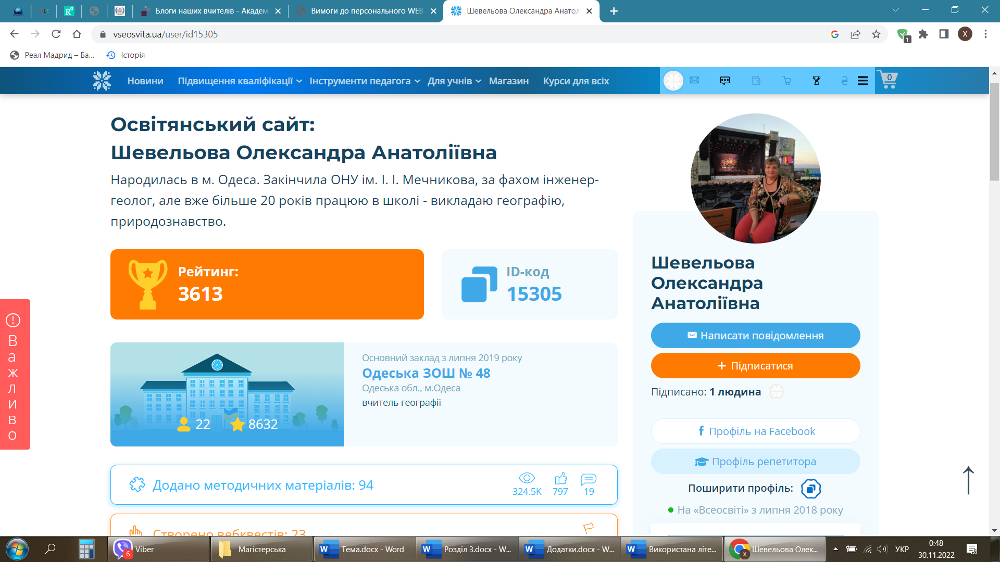 Блоги наших вчителів - Академ
Вимоги до персонального WEB
Шевельова Олександра Анатол
vseosvita.ua/user/id15305
1
X
Реал Мадрид – Ба...
Історія
Новини
Підвищення кваліфікації
Інструменти педагога
Для учнів
Магазин
Курси для всіх
0
Освітянський сайт:
Шевельова Олександра Анатоліївна
Народилась в м. Одеса. Закінчила ОНУ ім. І. І. Мечникова, за фахом інженер-
геолог, але вже більше 20 років працюю в школі - викладаю географію,
природознавство.
Рейтинг:
3613
ID-код
15305
Основний заклад з липня 2019 року
Одеська ЗОШ № 48
Одеська обл., м.Одеса
вчитель географії
22
8632
Додано методичних матеріалів: 94
324.5K
797
19
Створено вебквестів: 23
Шевельова
Олександра
Анатоліївна
Написати повідомлення
+ Підписатися
Підписано: 1 людина
Профіль на Facebook
Профіль репетитора
Поширити профіль:
На «Всеосвіті» з липня 2018 року
Важливо
Viber
6
Магістерська
Тема.docx - Word
Розділ 3.docx - W...
Додатки.docx - W...
Використана літе...
Шевельова Олек...
УКР
0:48
30.11.2022